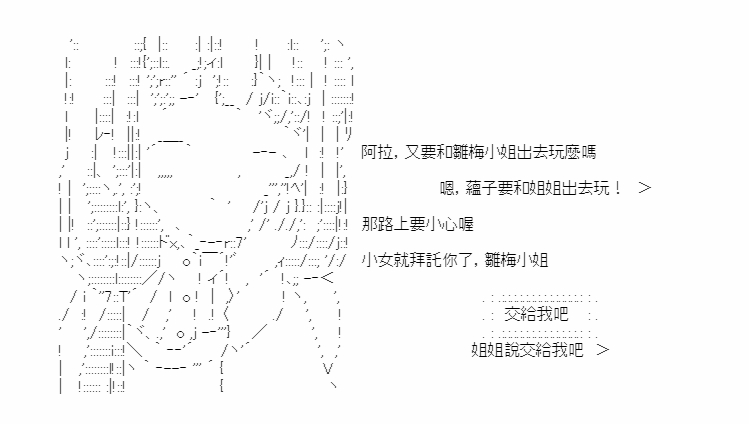 阿拉，又要和雛梅小姐出去玩麼嗎
嗯，蘊子要和姐姐出去玩！　＞
那路上要小心喔
小女就拜託你了，雛梅小姐
交給我吧
姐姐說交給我吧　＞